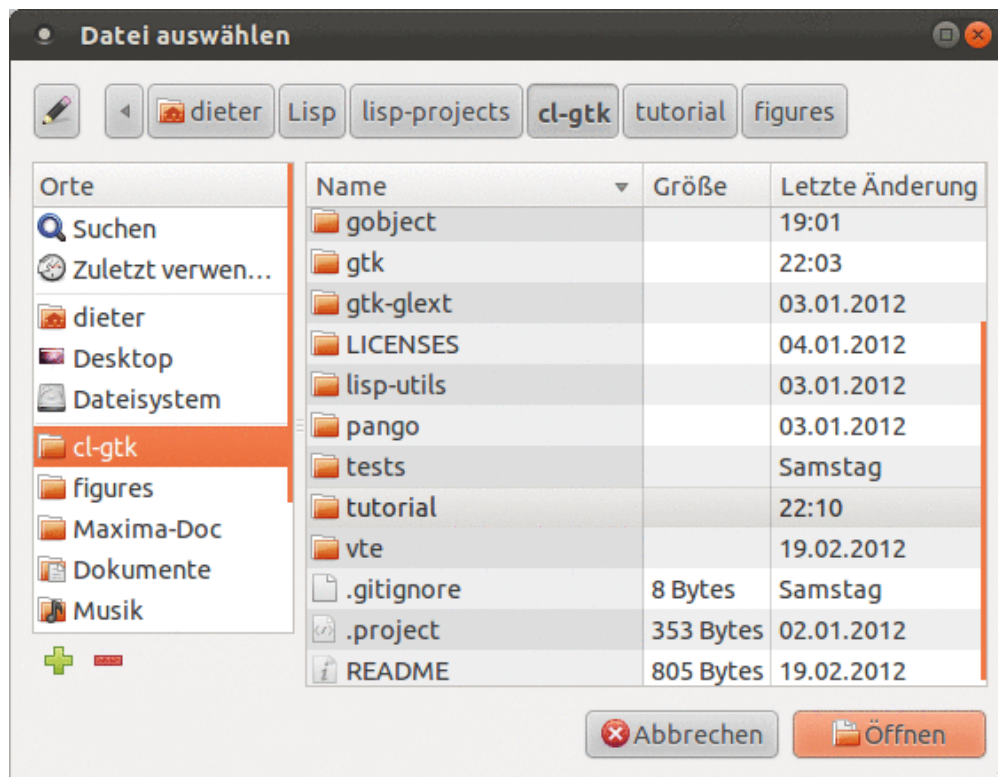 Datei auswählen
dieter Lisp lisp-projects cl-gtk tutorial figures
Orte
Suchen
Zuletzt verwen...
dieter
Desktop
Dateisystem
cl-gtk
figures
Maxima-Doc
Dokumente
Musik
Name Größe Letzte Änderung
gobject 19:01
gtk 22:03
gtk-glext 03.01.2012
LICENSES 04.01.2012
lisp-utils 03.01.2012
pango 03.01.2012
tests Samstag
tutorial 22:10
vte 19.02.2012
.gitignore 8 Bytes Samstag
.project 353 Bytes 02.01.2012
README 805 Bytes 19.02.2012
Abbrechen Öffnen